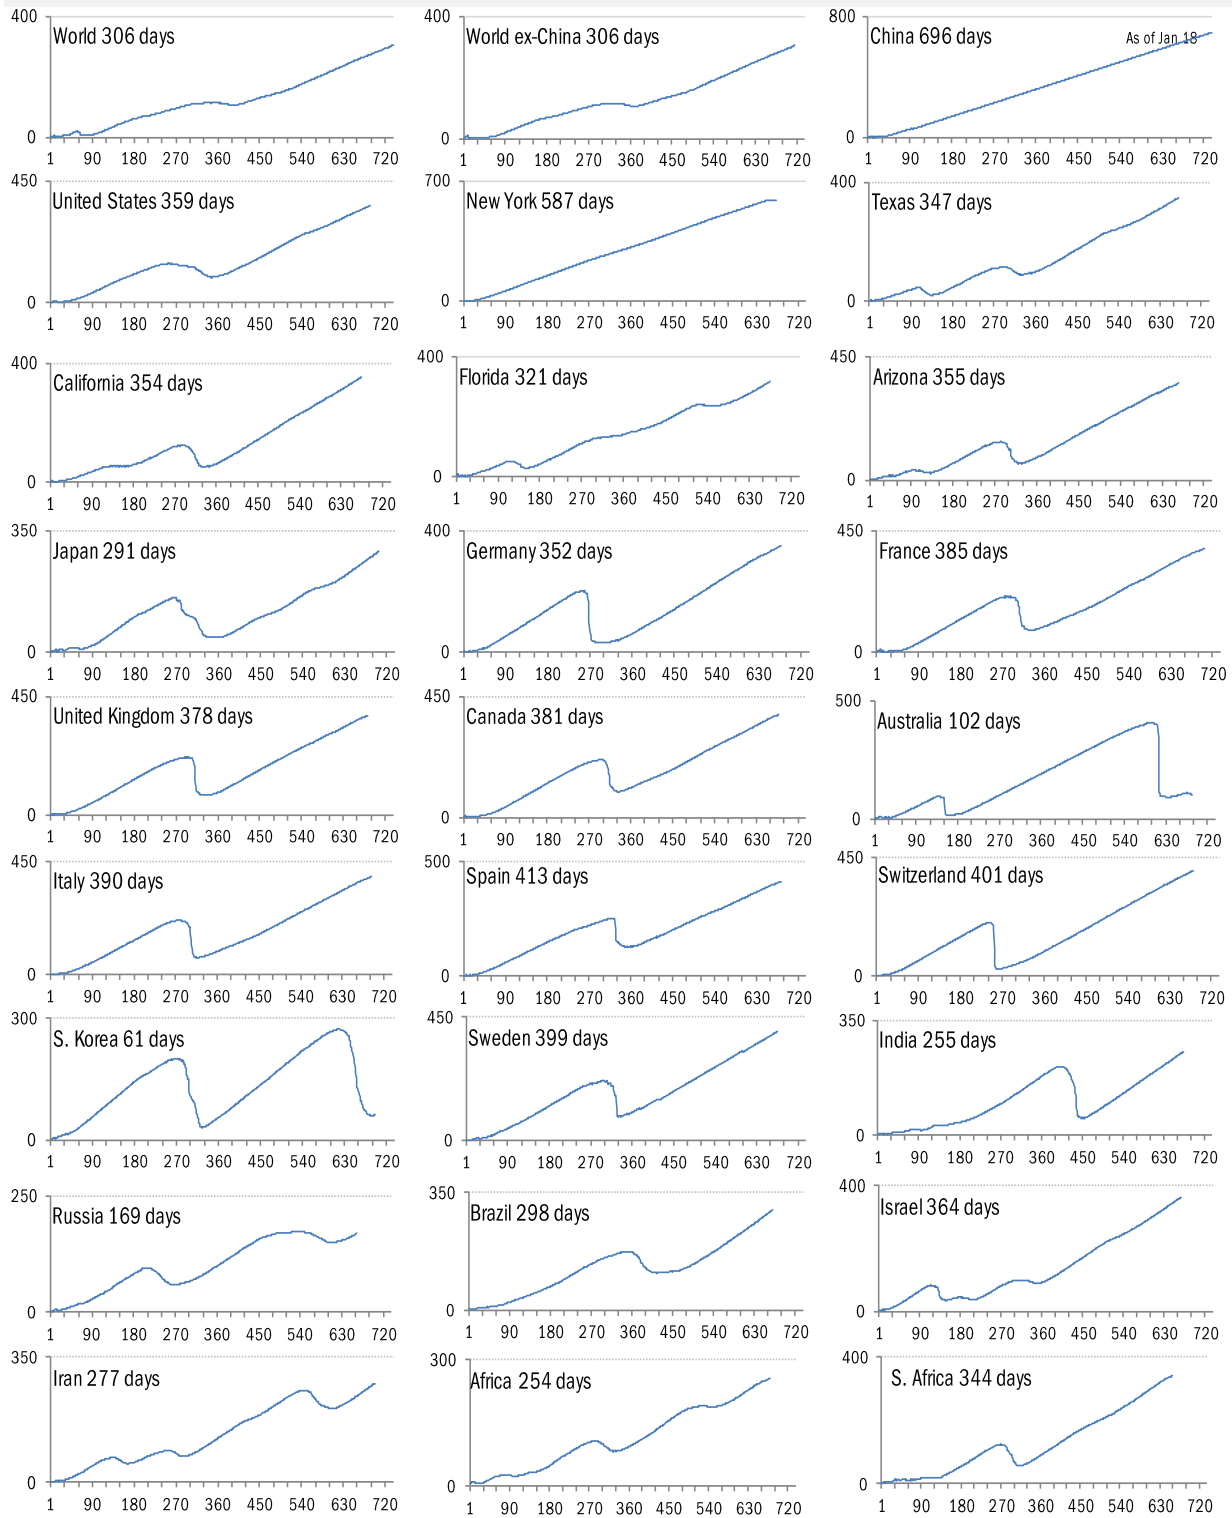 400 400 800
World 306 days World ex-China 306 days China 696 days As of Jan 18
0 0 0
1 90 180 270 360 450 540 630 720 1 90 180 270 360 450 540 630 720 1 90 180 270 360 450 540 630 720
450 700 400
United States 359 days New York 587 days Texas 347 days
0 0 0
1 90 180 270 360 450 540 630 720 1 90 180 270 360 450 540 630 720 1 90 180 270 360 450 540 630 720
400 400 450
California 354 days Florida 321 days Arizona 355 days
0 0 0
1 90 180 270 360 450 540 630 720 1 90 180 270 360 450 540 630 720 1 90 180 270 360 450 540 630 720
350 400 450
Japan 291 days Germany 352 days France 385 days
0 0 0
1 90 180 270 360 450 540 630 720 1 90 180 270 360 450 540 630 720 1 90 180 270 360 450 540 630 720
450 450 500
United Kingdom 378 days Canada 381 days Australia 102 days
0 0 0
1 90 180 270 360 450 540 630 720 1 90 180 270 360 450 540 630 720 1 90 180 270 360 450 540 630 720
450 500 450
Italy 390 days Spain 413 days Switzerland 401 days
0 0 0
1 90 180 270 360 450 540 630 720 1 90 180 270 360 450 540 630 720 1 90 180 270 360 450 540 630 720
300 450 350
S. Korea 61 days Sweden 399 days India 255 days
0 0 0
1 90 180 270 360 450 540 630 720 1 90 180 270 360 450 540 630 720 1 90 180 270 360 450 540 630 720
250 350 400
Russia 169 days Brazil 298 days Israel 364 days
0 0 0
1 90 180 270 360 450 540 630 720 1 90 180 270 360 450 540 630 720 1 90 180 270 360 450 540 630 720
350 300 400
Iran 277 days Africa 254 days S. Africa 344 days
0 0 0
1 90 180 270 360 450 540 630 720 1 90 180 270 360 450 540 630 720 1 90 180 270 360 450 540 630 720